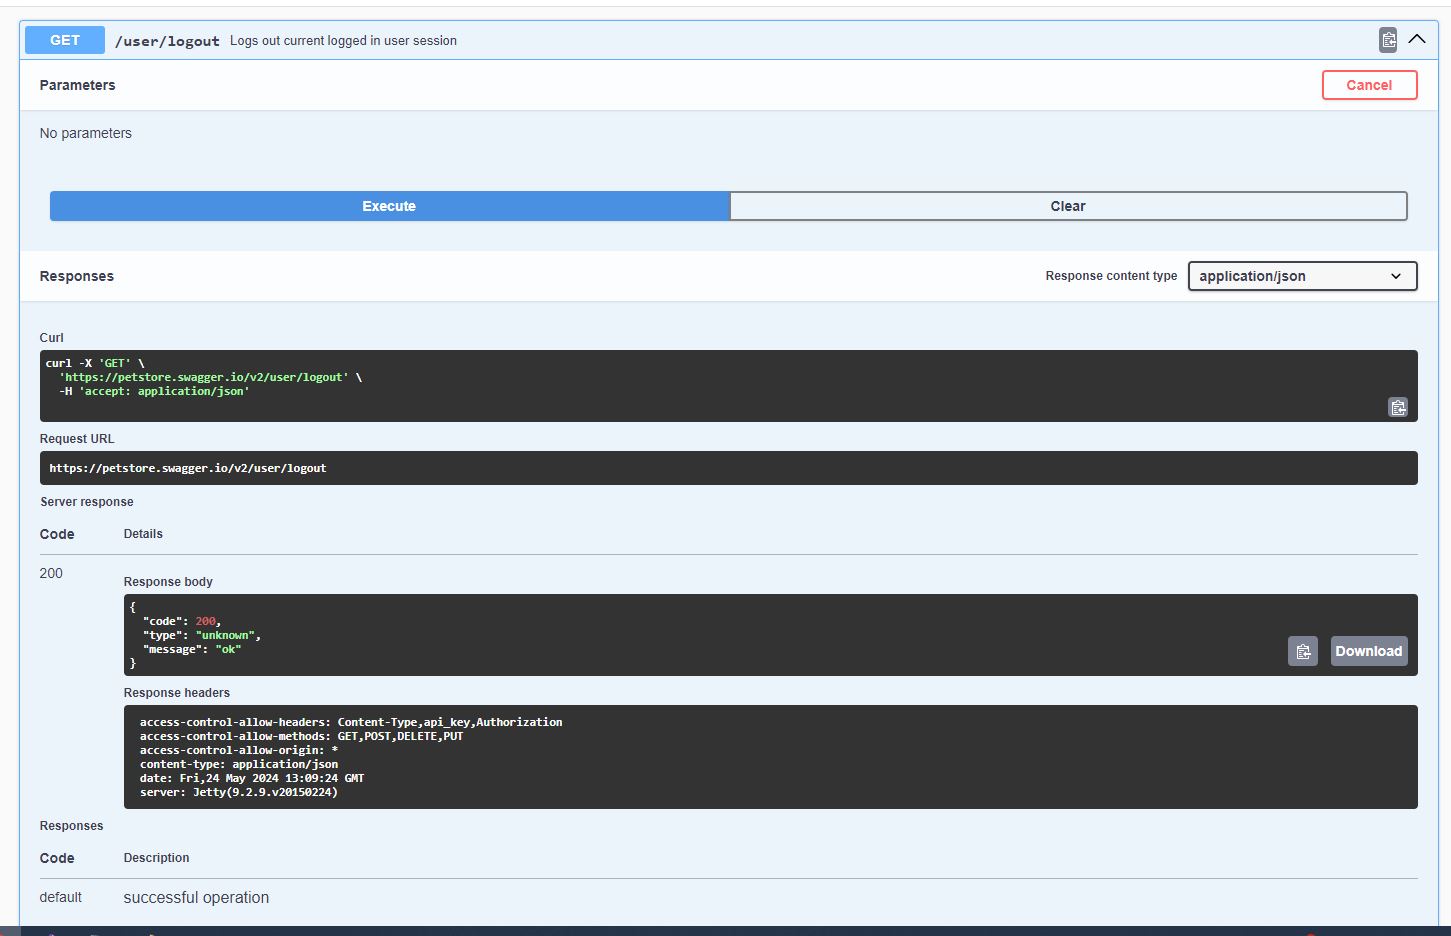 GET /user/logout Logs out current logged in user session
Parameters Cancel
No parameters
Execute Clear
Responses Response content type application/json
Curl
curl -X 'GET' \
'https://petstore.swagger.io/v2/user/logout' \
-H 'accept: application/json'
Request URL
https://petstore.swagger.io/v2/user/logout
Server response
Code Details
200
Response body
{
"code": 200,
"type": "unknown",
"message": "ok"
}
Download
Response headers
access-control-allow-headers: Content-Type,api_key,Authorization
access-control-allow-methods: GET,POST,DELETE,PUT
access-control-allow-origin: *
content-type: application/json
date: Fri,24 May 2024 13:09:24 GMT
server: Jetty(9.2.9.v20150224)
Responses
Code Description
default successful operation